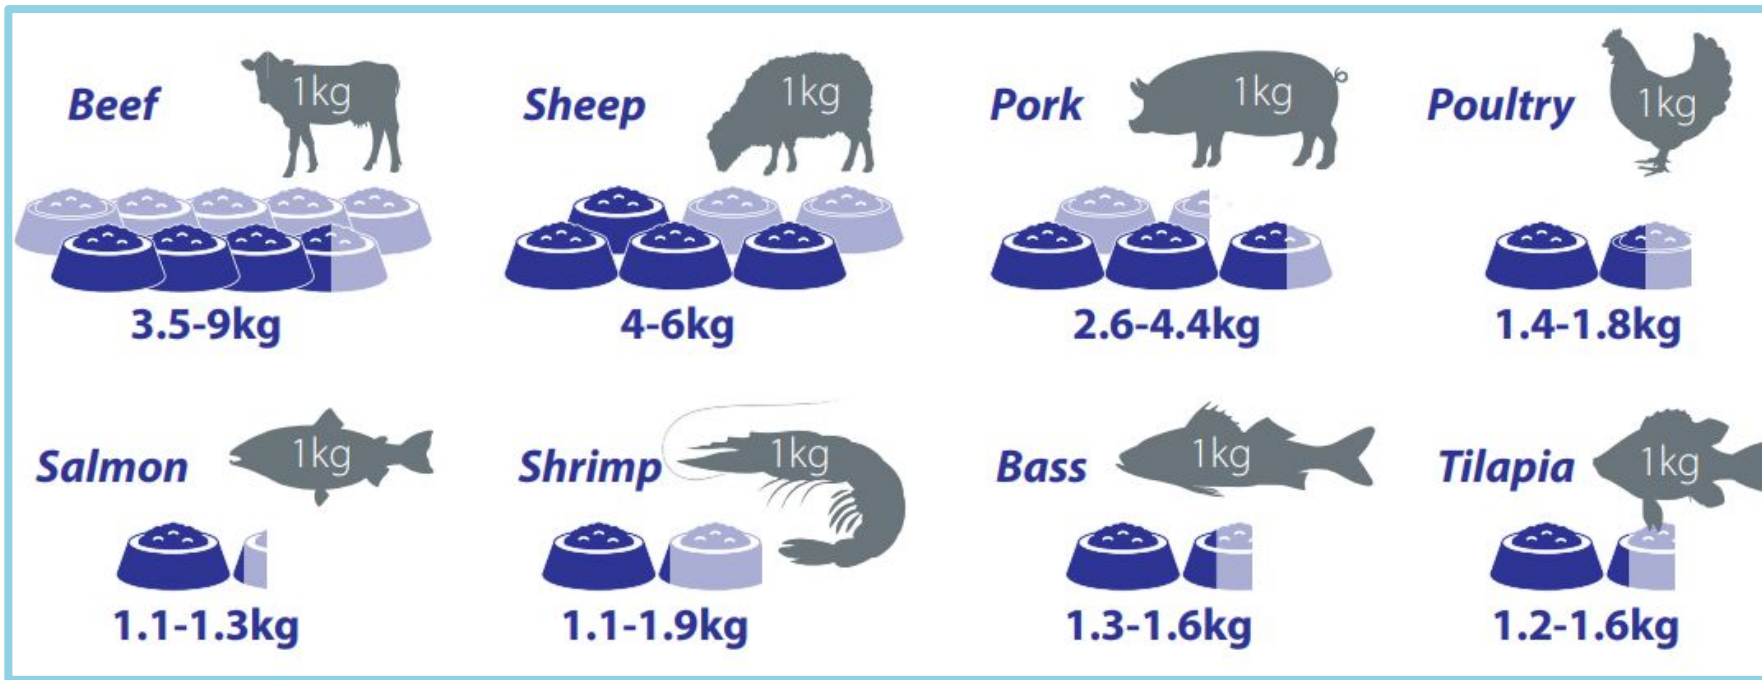 Beef 1kg
Sheep 1kg
Pork 1kg
Poultry 1kg
3.5-9kg
4-6kg
2.6-4.4kg
1.4-1.8kg
Salmon 1kg
Shrimp 1kg
Bass 1kg
Tilapia 1kg
1.1-1.3kg
1.1-1.9kg
1.3-1.6kg
1.2-1.6kg